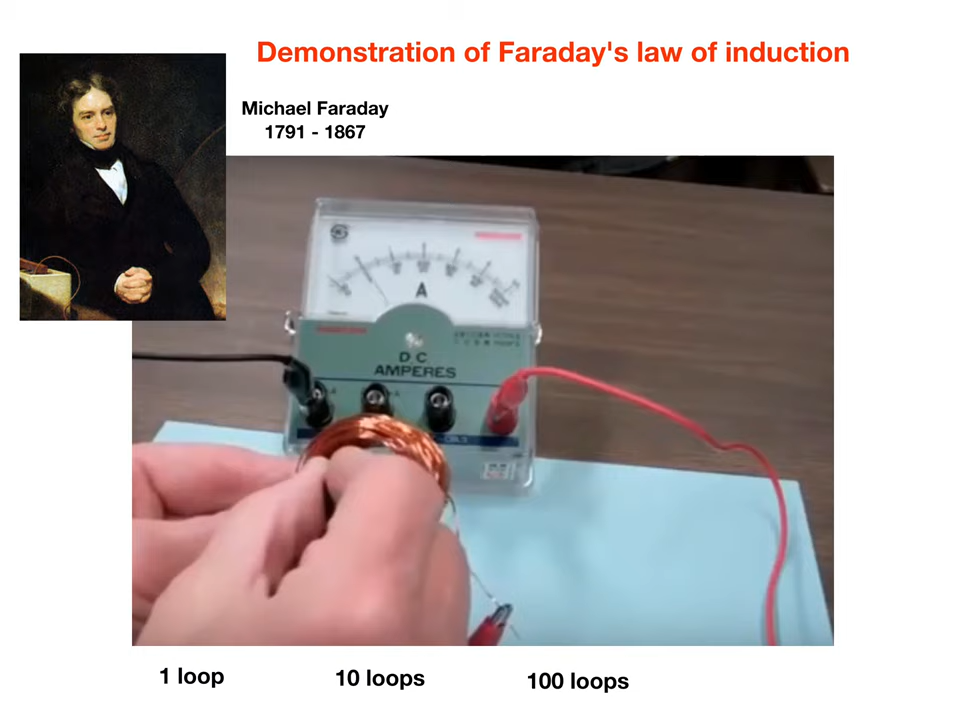 Demonstration of Faraday's law of induction
Michael Faraday
1791 - 1867
A
D.C.
AMPERES
1 loop
10 loops
100 loops